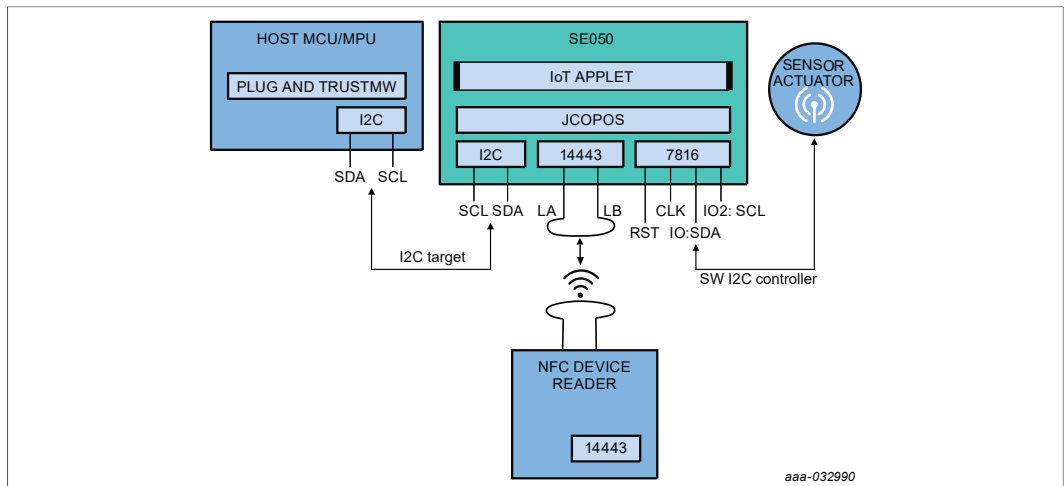 HOST MCU/MPU
PLUG AND TRUSTMW
I2C
SDA SCL
I2C target
SE050
IoT APPLET
JCOPOS
I2C
14443
7816
SCL SDA
LA
LB
RST
CLK
IO:SDA
IO2: SCL
SENSOR
ACTUATOR
SW I2C controller
NFC DEVICE
READER
14443
aaa-032990